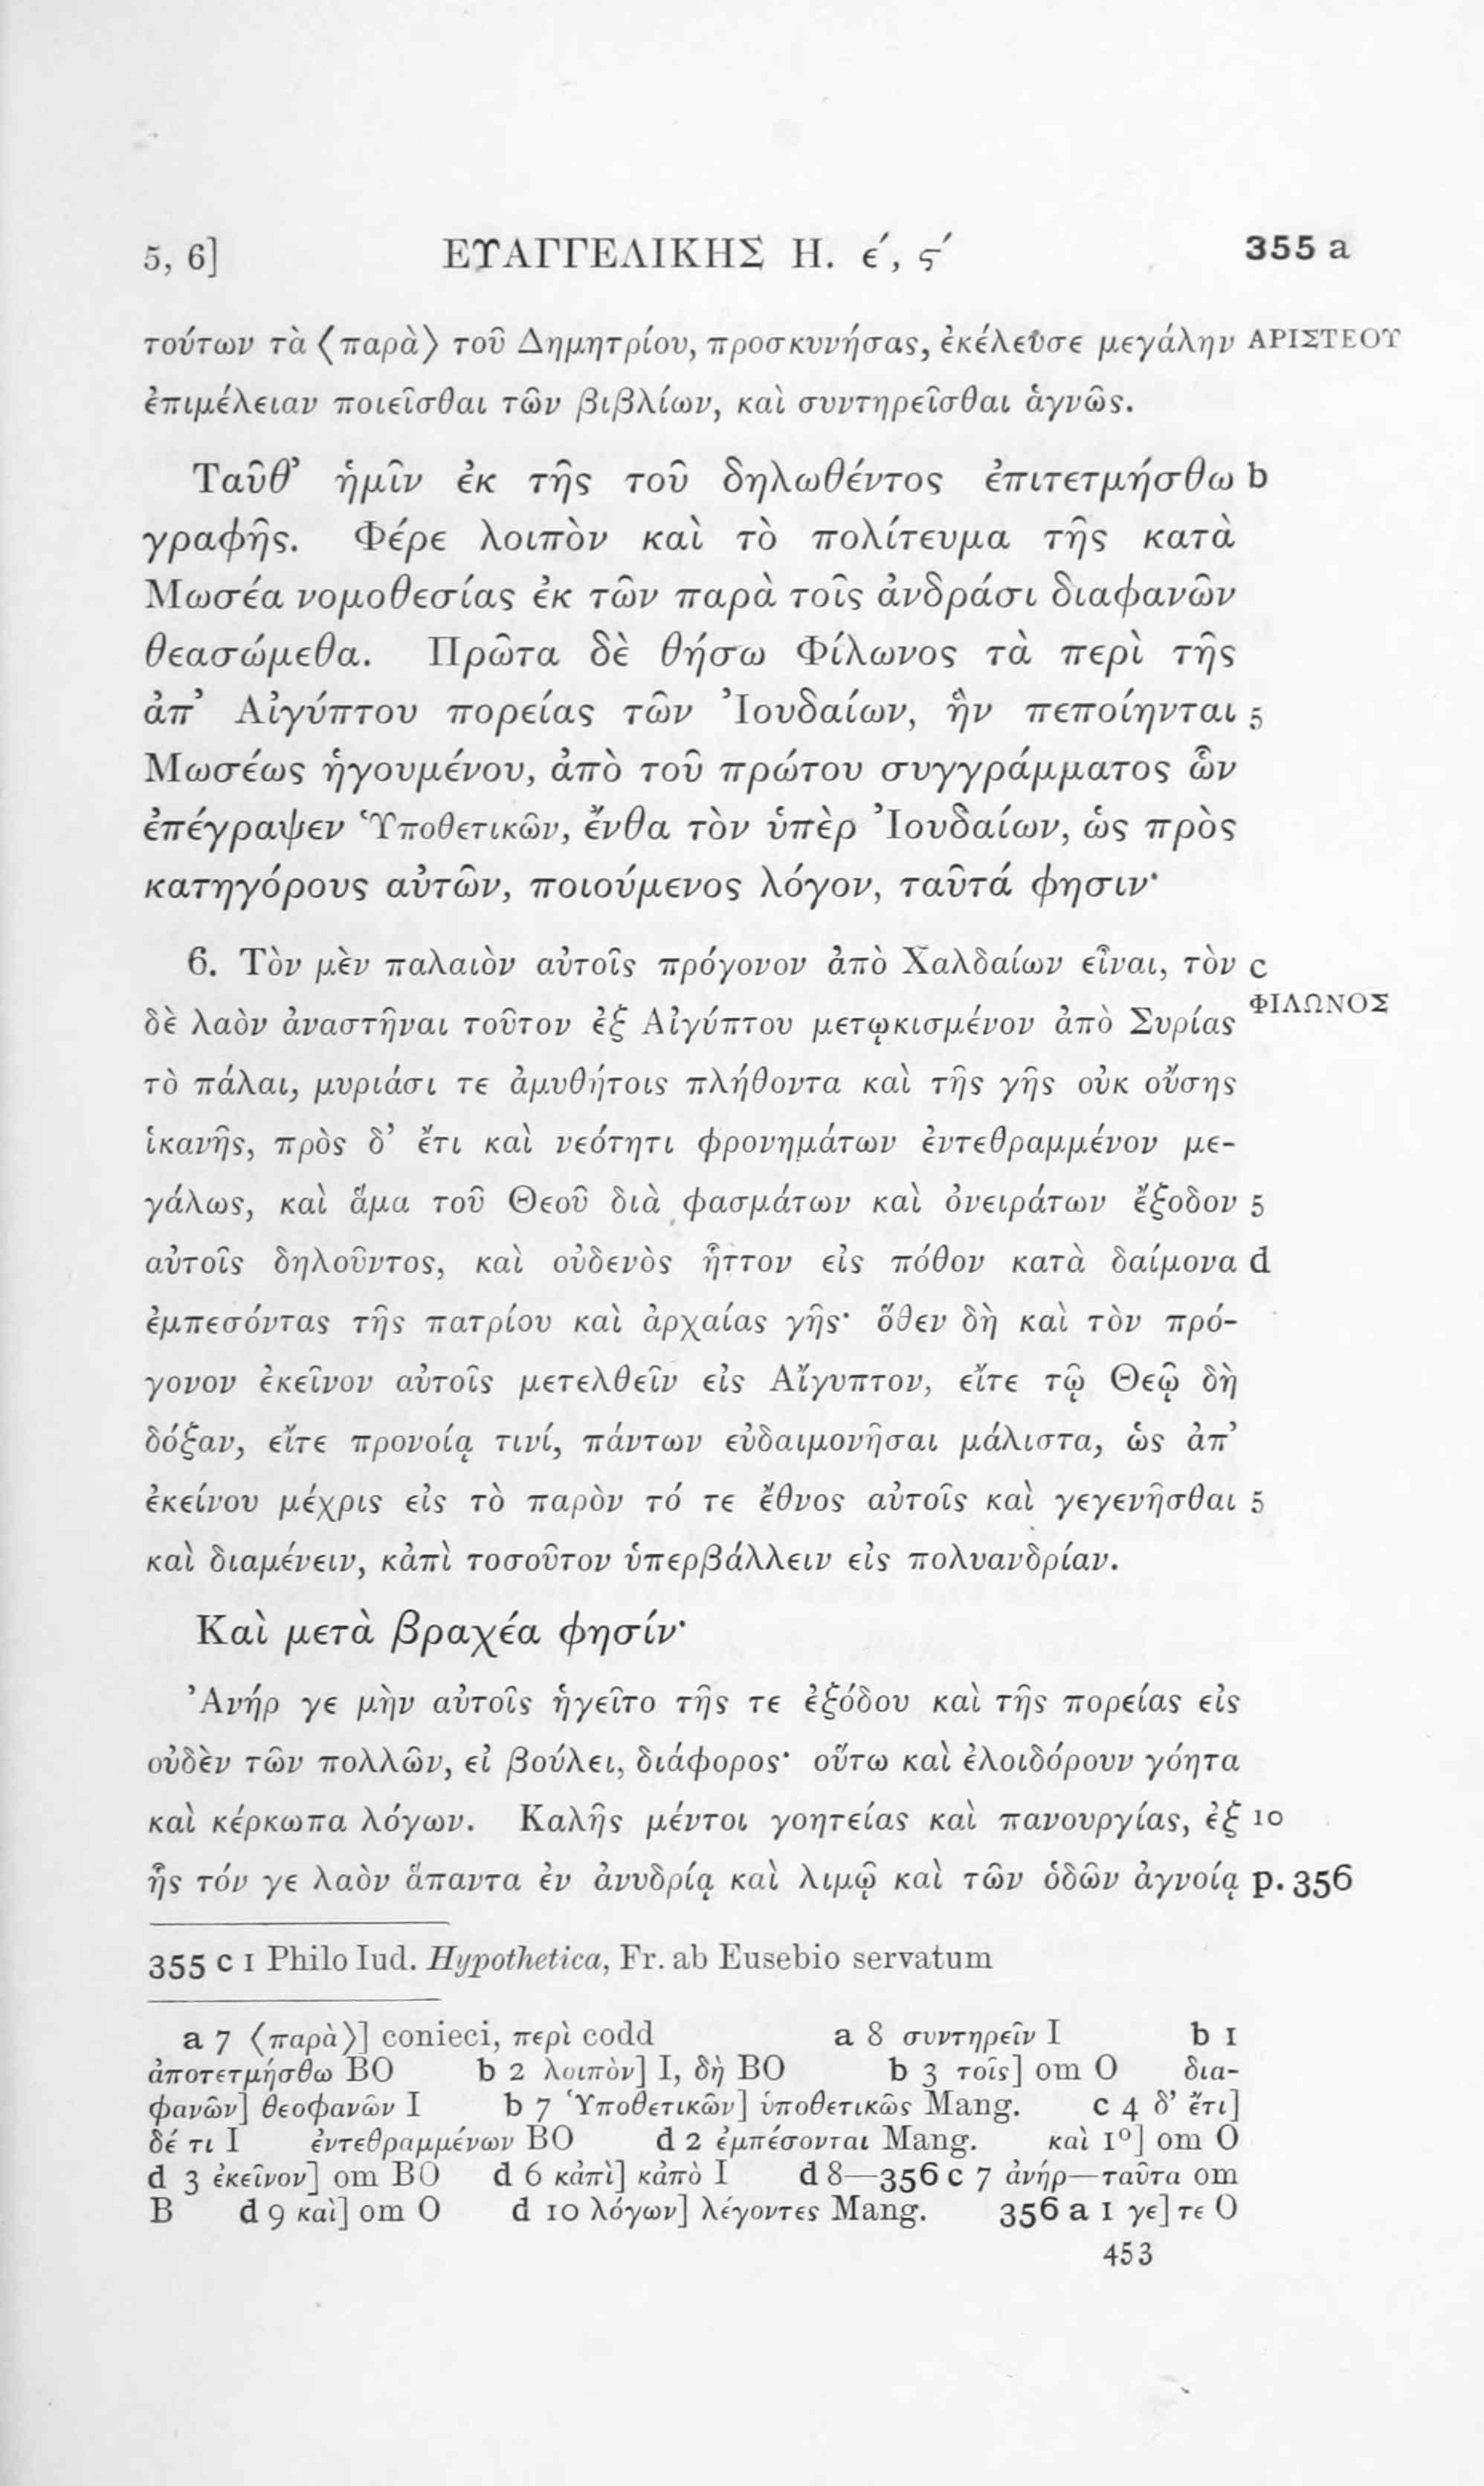 5, 6] ΕΥΑΓΓΕΛΙΚΗΣ Η. ε´, ϛ´ 355 a
τούτων τὰ ⟨παρὰ⟩ τοῦ Δημητρίου, προσκυνήσας, ἐκέλευσε μεγάλην ΑΡΙΣΤΕΟΥ
ἐπιμέλειαν ποιεῖσθαι τῶν βιβλίων, καὶ συντηρεῖσθαι ἁγνῶς.
Ταῦθ’ ἡμῖν ἐκ τῆς τοῦ δηλωθέντος ἐπιτετμήσθω b
γραφῆς. Φέρε λοιπὸν καὶ τὸ πολίτευμα τῆς κατὰ
Μωσέα νομοθεσίας ἐκ τῶν παρὰ τοῖς ἀνδράσι διαφανῶν
θεασώμεθα. Πρῶτα δὲ θήσω Φίλωνος τὰ περὶ τῆς
ἀπ’ Αἰγύπτου πορείας τῶν Ἰουδαίων, ἣν πεποίηνται 5
Μωσέως ἡγουμένου, ἀπὸ τοῦ πρώτου συγγράμματος ὧν
ἐπέγραψεν Ὑποθετικῶν, ἔνθα τὸν ὑπὲρ Ἰουδαίων, ὡς πρὸς
κατηγόρους αὐτῶν, ποιούμενος λόγον, ταῦτά φησιν·
6. Τὸν μὲν παλαιὸν αὐτοῖς πρόγονον ἀπὸ Χαλδαίων εἶναι, τὸν c
ΦΙΛΩΝΟΣ
δὲ λαὸν ἀναστῆναι τοῦτον ἐξ Αἰγύπτου μετῳκισμένον ἀπὸ Συρίας
τὸ πάλαι, μυριάσι τε ἀμυθήτοις πλήθοντα καὶ τῆς γῆς οὐκ οὔσης
ἱκανῆς, πρὸς δ’ ἔτι καὶ νεότητι φρονημάτων ἐντεθραμμένον με-
γάλως, καὶ ἅμα τοῦ Θεοῦ διὰ φασμάτων καὶ ὀνειράτων ἔξοδον 5
αὐτοῖς δηλοῦντος, καὶ οὐδενὸς ἧττον εἰς πόθον κατὰ δαίμονα d
ἐμπεσόντας τῆς πατρίου καὶ ἀρχαίας γῆς· ὅθεν δὴ καὶ τὸν πρό-
γονον ἐκεῖνον αὐτοῖς μετελθεῖν εἰς Αἴγυπτον, εἴτε τῷ Θεῷ δὴ
δόξαν, εἴτε προνοίᾳ τινί, πάντων εὐδαιμονῆσαι μάλιστα, ὡς ἀπ’
ἐκείνου μέχρις εἰς τὸ παρὸν τό τε ἔθνος αὐτοῖς καὶ γεγενῆσθαι 5
καὶ διαμένειν, κἀπὶ τοσοῦτον ὑπερβάλλειν εἰς πολυανδρίαν.
Καὶ μετὰ βραχέα φησίν·
Ἀνήρ γε μὴν αὐτοῖς ἡγεῖτο τῆς τε ἐξόδου καὶ τῆς πορείας εἰς
οὐδὲν τῶν πολλῶν, εἰ βούλει, διάφορος· οὕτω καὶ ἐλοιδόρουν γόητα
καὶ κέρκωπα λόγων. Καλῆς μέντοι γοητείας καὶ πανουργίας, ἐξ 10
ἧς τόν γε λαὸν ἅπαντα ἐν ἀνυδρίᾳ καὶ λιμῷ καὶ τῶν ὁδῶν ἀγνοίᾳ p. 356
355 c 1 Philo Iud. Hypothetica, Fr. ab Eusebio servatum
a 7 ⟨παρὰ⟩] conieci, περὶ codd a 8 συντηρεῖν I b 1
ἀποτετμήσθω BO b 2 λοιπὸν] I, δὴ BO b 3 τοῖς] om O δια-
φανῶν] θεοφανῶν I b 7 Ὑποθετικῶν] ὑποθετικῶς Mang. c 4 δ’ ἔτι]
δέ τι I ἐντεθραμμένων BO d 2 ἐμπέσονται Mang. καὶ 1º] om O
d 3 ἐκεῖνον] om BO d 6 κἀπὶ] κἀπὸ I d 8—356 c 7 ἀνήρ—ταῦτα om
B d 9 καὶ] om O d 10 λόγων] λέγοντες Mang. 356 a 1 γε] τε O
453